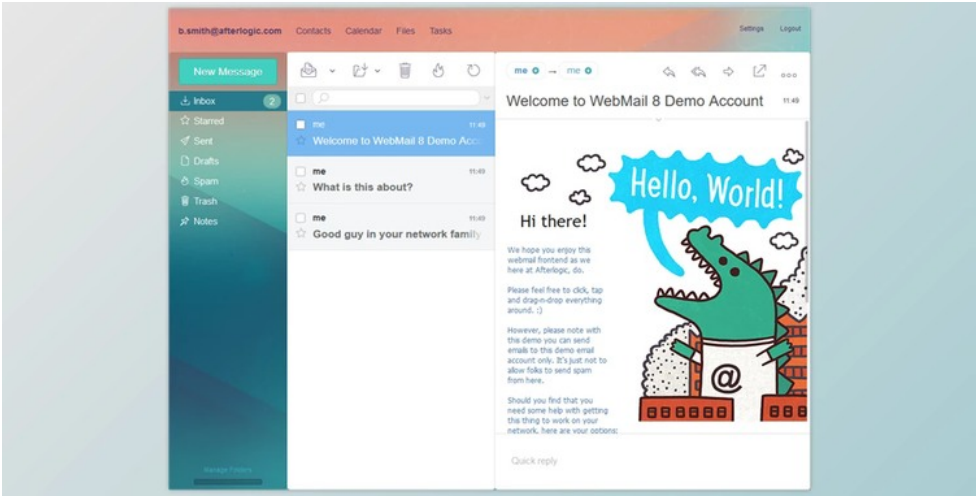 b.smith@afterlogic.com Contacts Calendar Files Tasks Settings Logout
New Message
Inbox 2
Starred
Sent
Drafts
Spam
Trash
Notes
Manage Folders
me 11:49
Welcome to WebMail 8 Demo Acc
me 11:49
What is this about?
me 11:49
Good guy in your network family
me → me
Welcome to WebMail 8 Demo Account 11:49
Hello, World!
Hi there!
We hope you enjoy this
webmail frontend as we
here at Afterlogic, do.
Please feel free to click, tap
and drag-n-drop everything
around. :)
However, please note with
this demo you can send
emails to this demo email
account only. It's just not to
allow folks to send spam
from here.
Should you find that you
need some help with getting
this thing to work on your
network, here are your options:
@
Quick reply